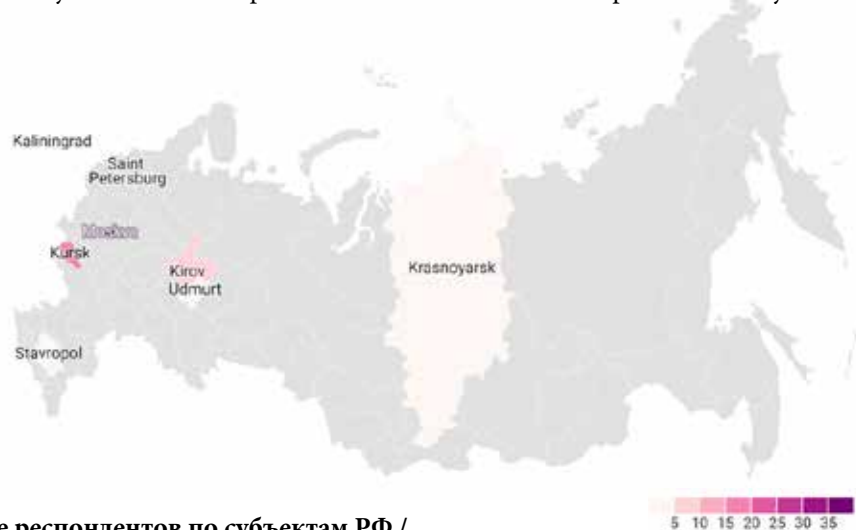 Kaliningrad
Saint
Petersburg
Moskva
Kursk
Kirov
Udmurt
Krasnoyarsk
Stavropol
5 10 15 20 25 30 35
е респондентов по субъектам РФ /